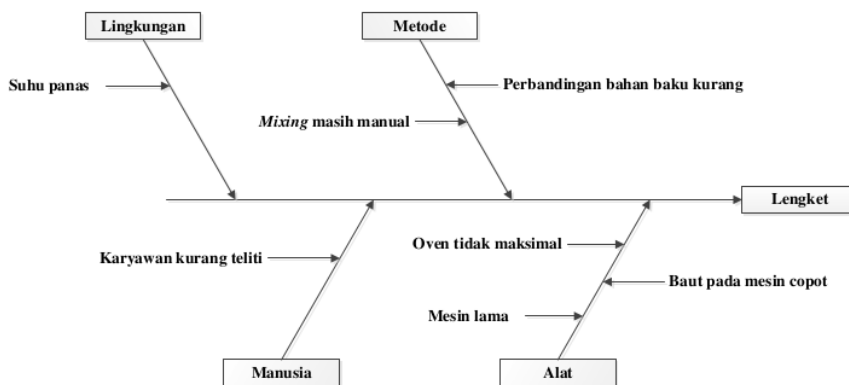 Lingkungan
Metode
Suhu panas
Perbandingan bahan baku kurang
Mixing masih manual
Lengket
Oven tidak maksimal
Karyawan kurang teliti
Baut pada mesin copot
Mesin lama
Manusia
Alat